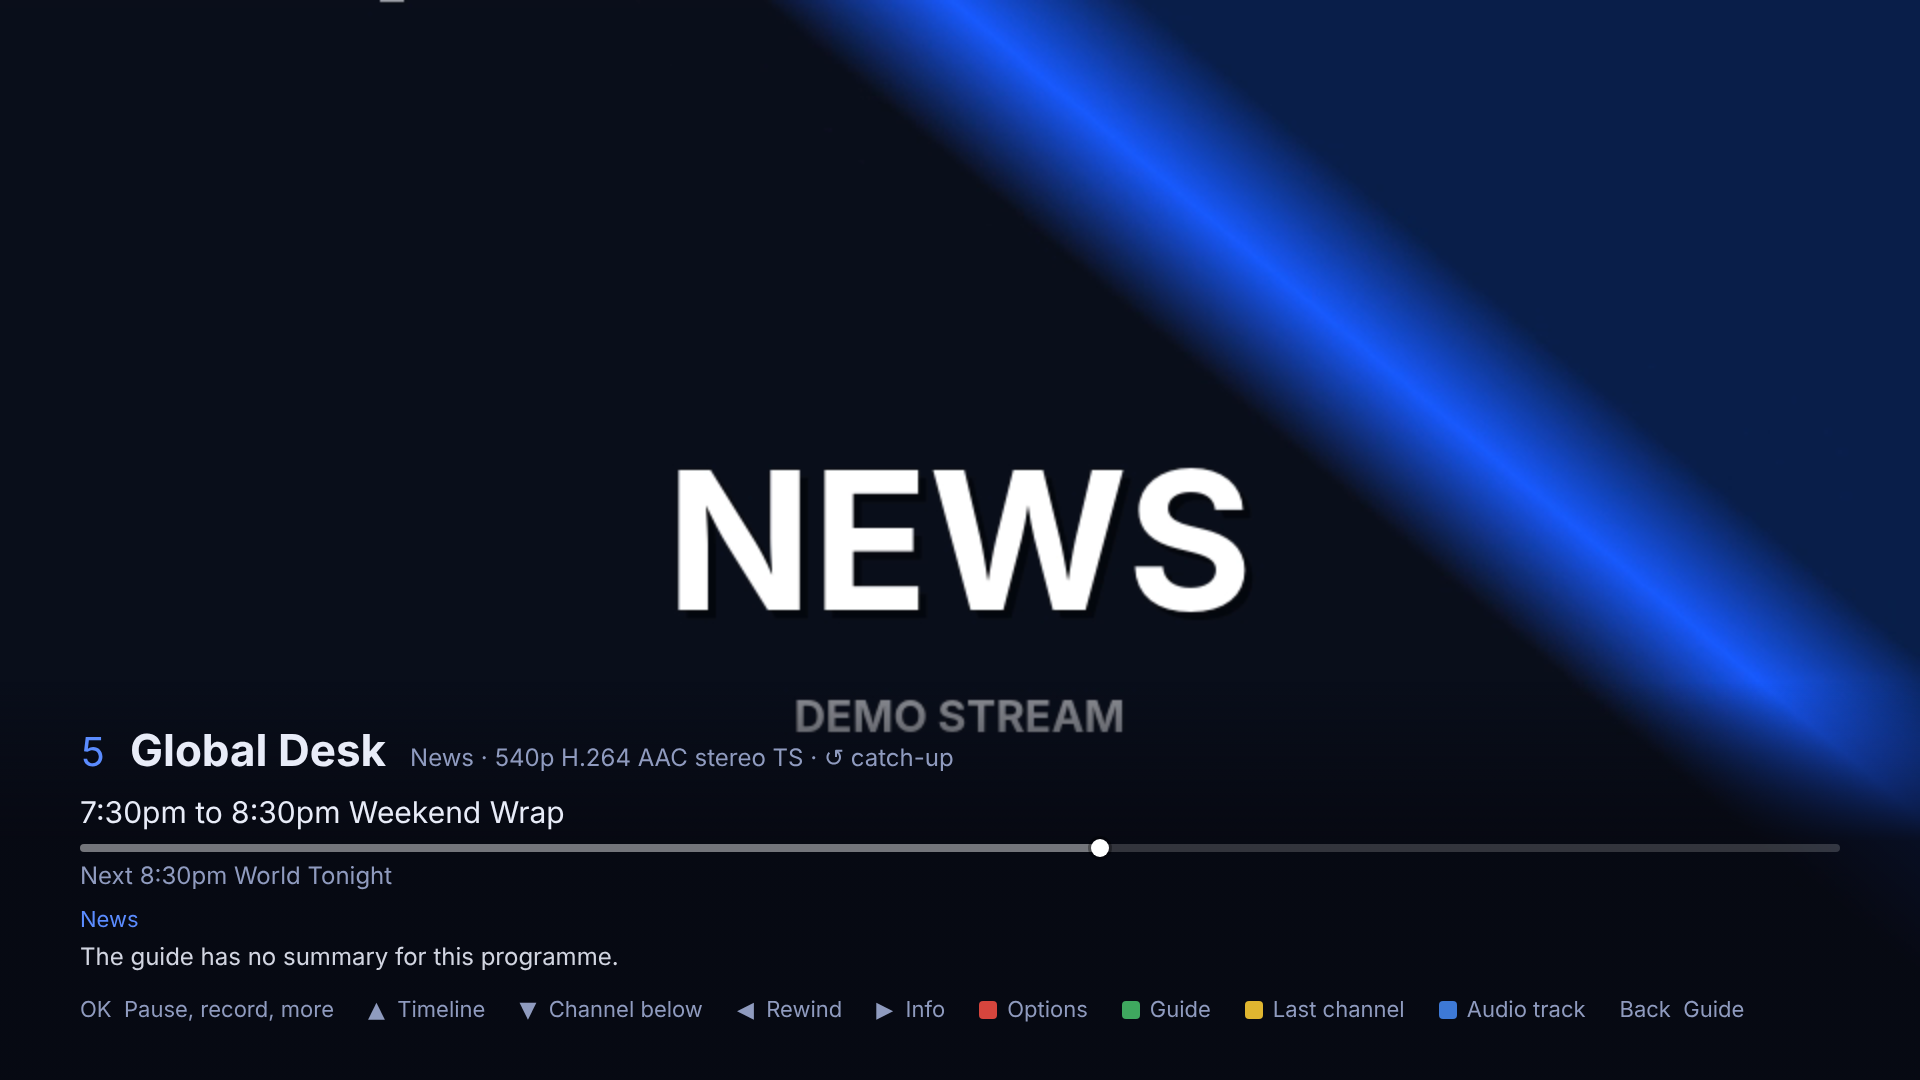 NEWS
DEMO STREAM
5 Global Desk News · 540p H.264 AAC stereo TS · ↺ catch-up
7:30pm to 8:30pm Weekend Wrap
Next 8:30pm World Tonight
News
The guide has no summary for this programme.
OK Pause, record, more ▲ Timeline ▼ Channel below ◀ Rewind ▶ Info Options Guide Last channel Audio track Back Guide